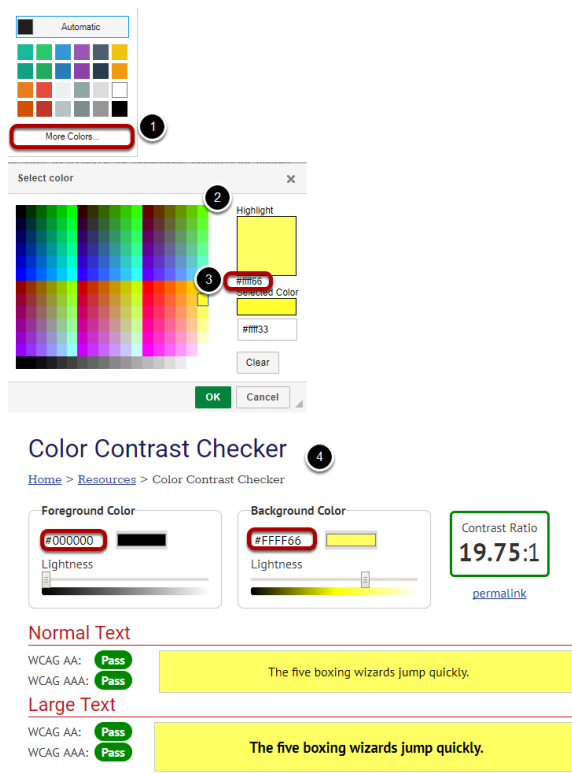 Automatic
More Colors...
1
Select color
×
2
Highlight
3
#ffff66
Selected Color
#ffff33
Clear
OK
Cancel
Color Contrast Checker
4
Home > Resources > Color Contrast Checker
Foreground Color
#000000
Lightness
Background Color
#FFFF66
Lightness
Contrast Ratio
19.75:1
permalink
Normal Text
WCAG AA: Pass
WCAG AAA: Pass
The five boxing wizards jump quickly.
Large Text
WCAG AA: Pass
WCAG AAA: Pass
The five boxing wizards jump quickly.